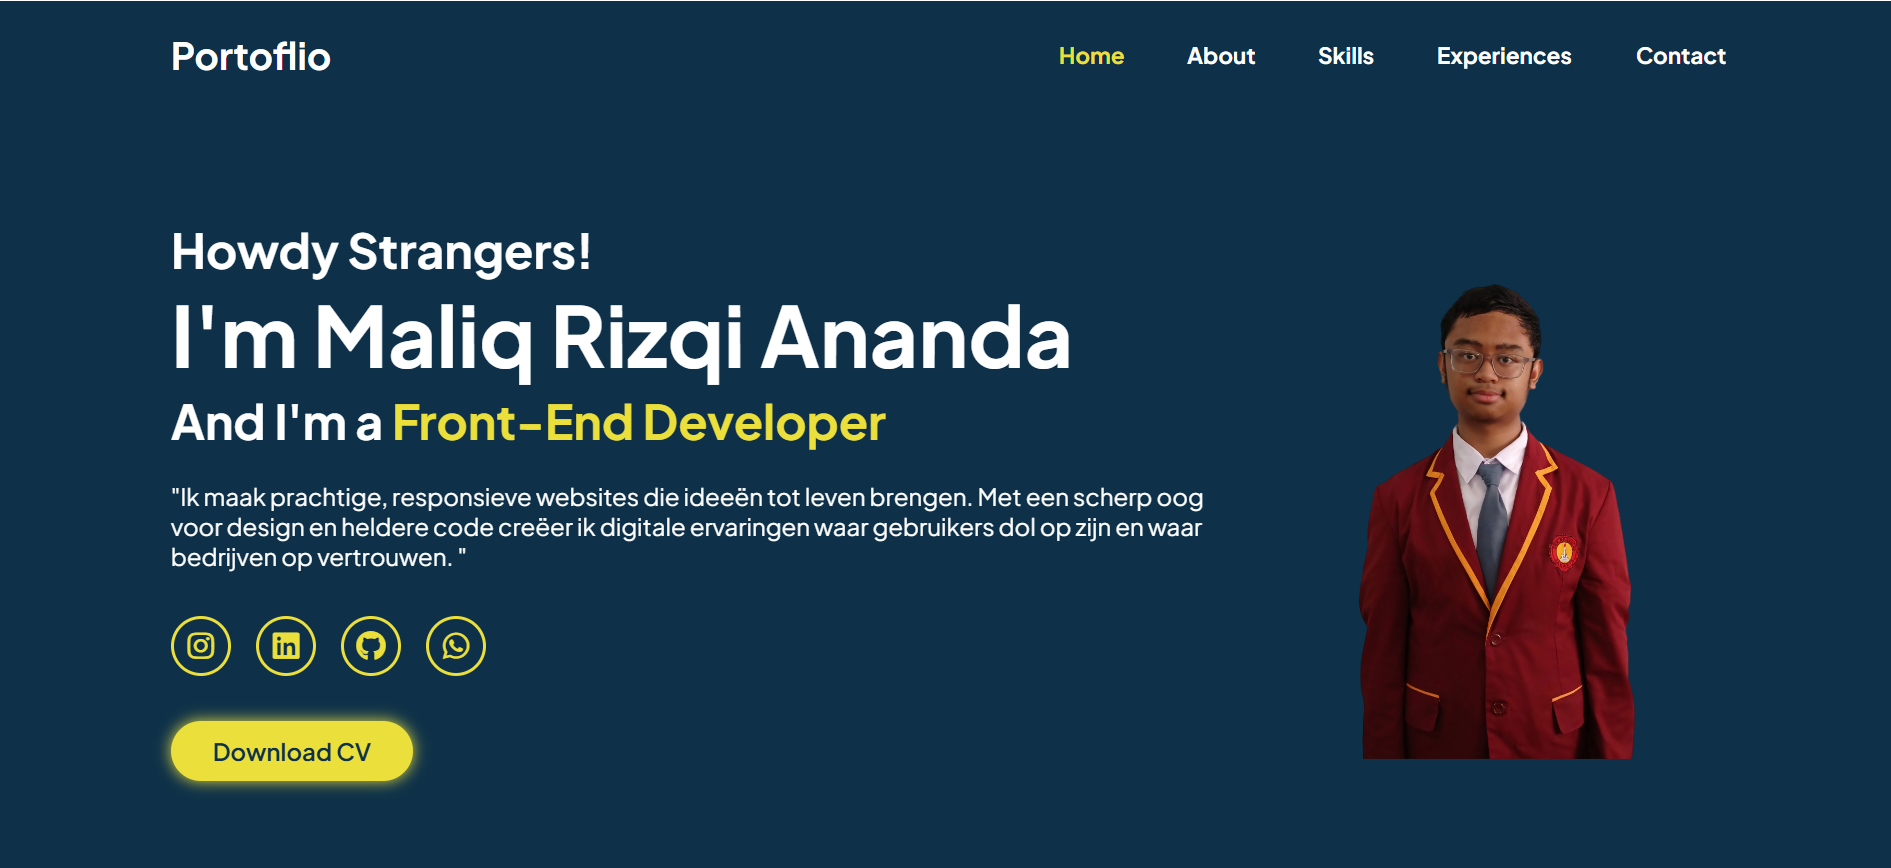 Portoflio
Home About Skills Experiences Contact
Howdy Strangers!
I'm Maliq Rizqi Ananda
And I'm a Front-End Developer
"Ik maak prachtige, responsieve websites die ideeën tot leven brengen. Met een scherp oog
voor design en heldere code creëer ik digitale ervaringen waar gebruikers dol op zijn en waar
bedrijven op vertrouwen. "
in
Download CV